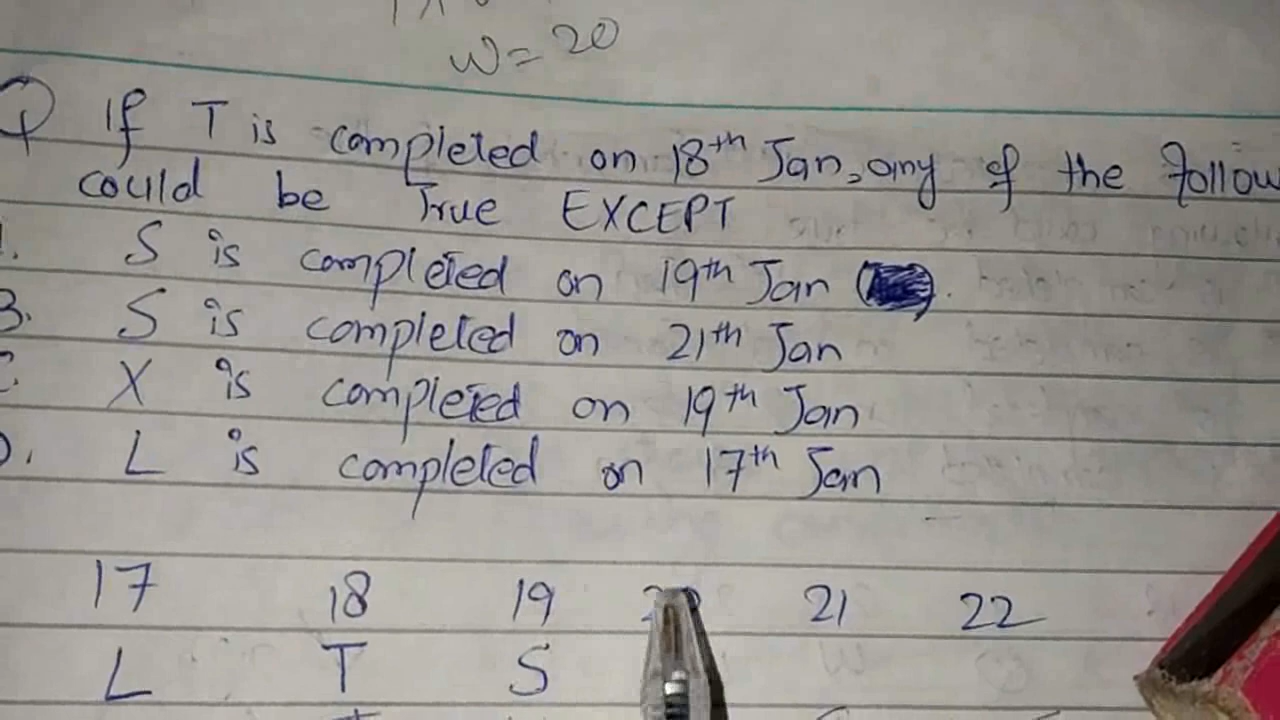 W = 20
Q If T is completed on 18th Jan, any of the follow
could be True EXCEPT
S is completed on 19th Jan
B. S is completed on 21th Jan
C. X is completed on 19th Jan
D. L is completed on 17th Jan
17 18 19 21 22
L T S